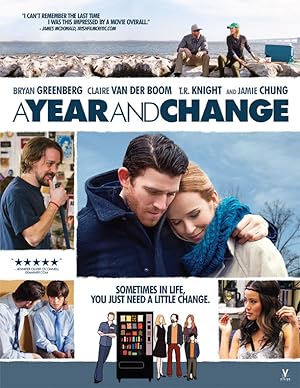 "I CAN'T REMEMBER THE LAST TIME
I WAS THIS IMPRESSED BY A MOVIE OVERALL."
- JAMES MCDONALD, IRISHFILMCRITIC.COM
BRYAN GREENBERG CLAIRE VAN DER BOOM T.R. KNIGHT AND JAMIE CHUNG
A YEAR AND CHANGE
SOMETIMES IN LIFE,
YOU JUST NEED A LITTLE CHANGE.